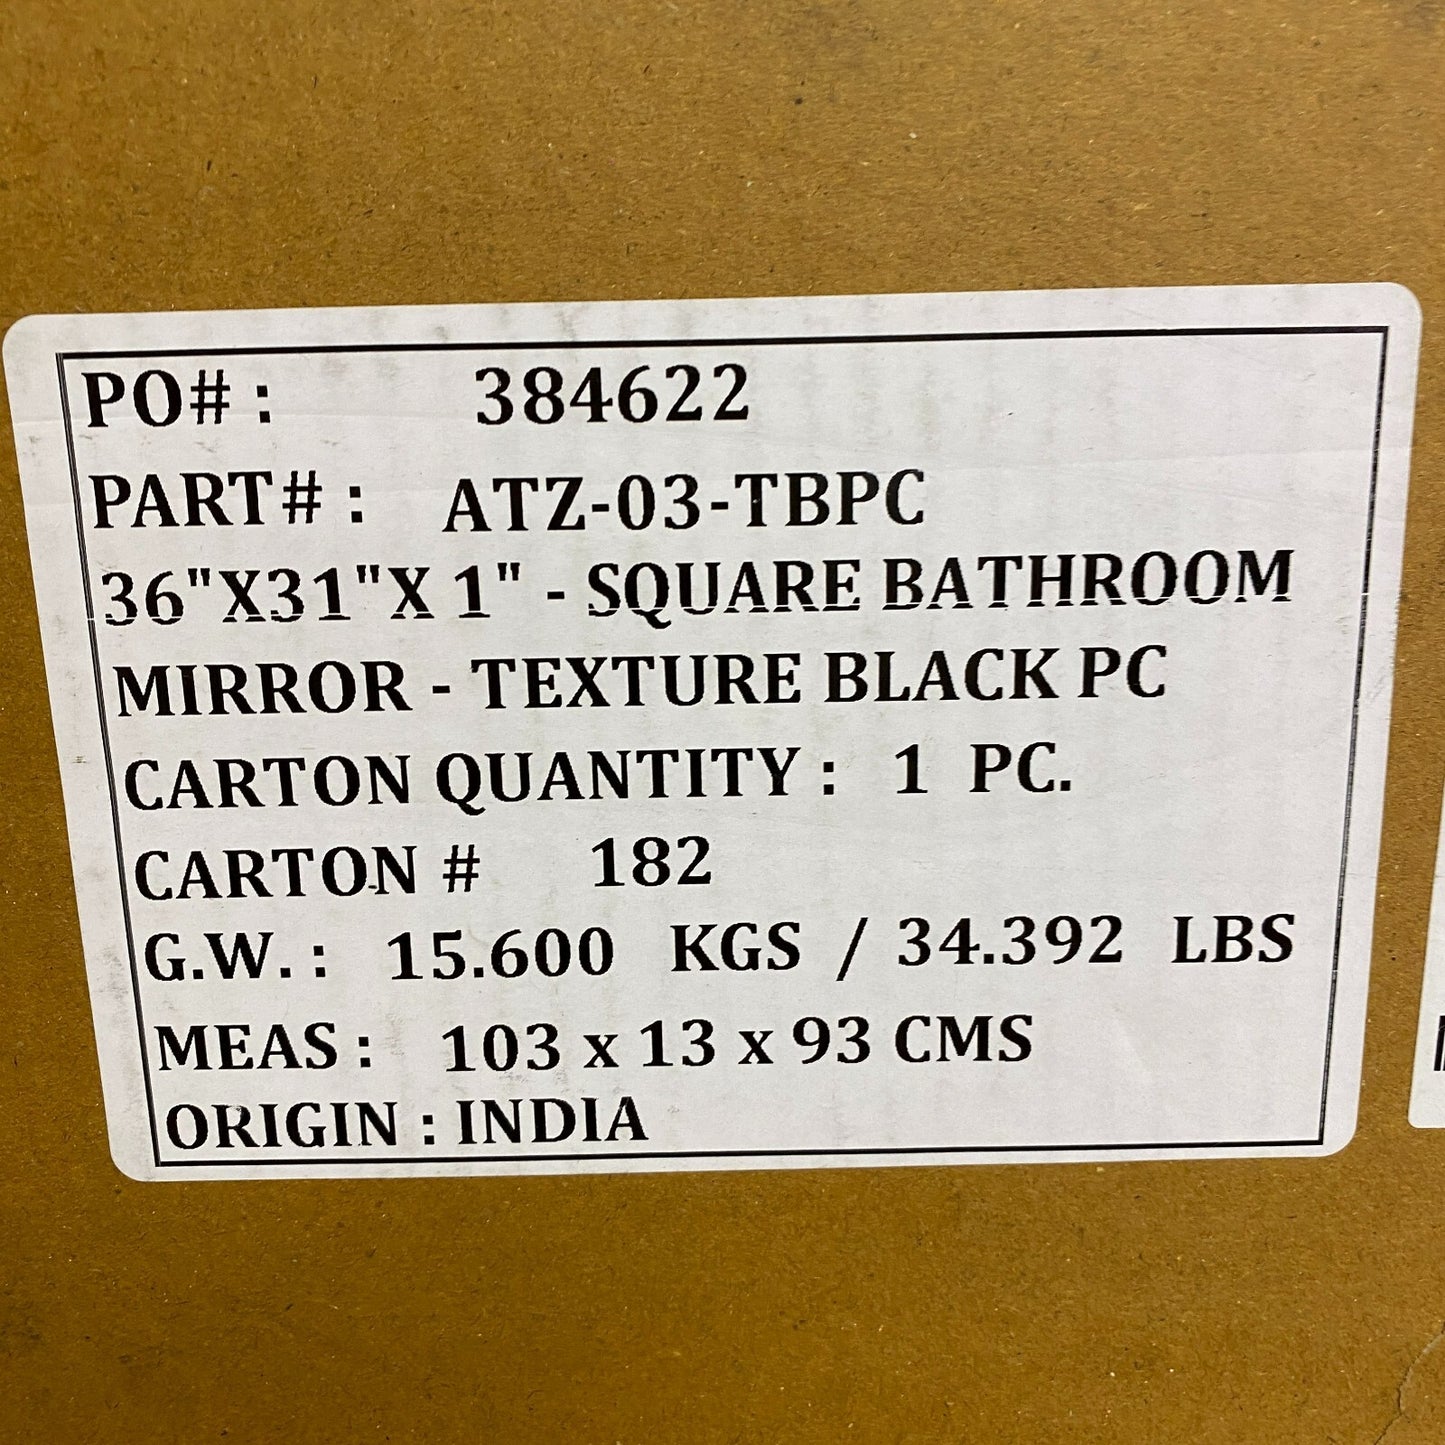 PO# : 384622
PART# : ATZ-03-TBPC
36"X31"X 1" - SQUARE BATHROOM
MIRROR - TEXTURE BLACK PC
CARTON QUANTITY : 1 PC.
CARTON # 182
G.W. : 15.600 KGS / 34.392 LBS
MEAS : 103 x 13 x 93 CMS
ORIGIN : INDIA